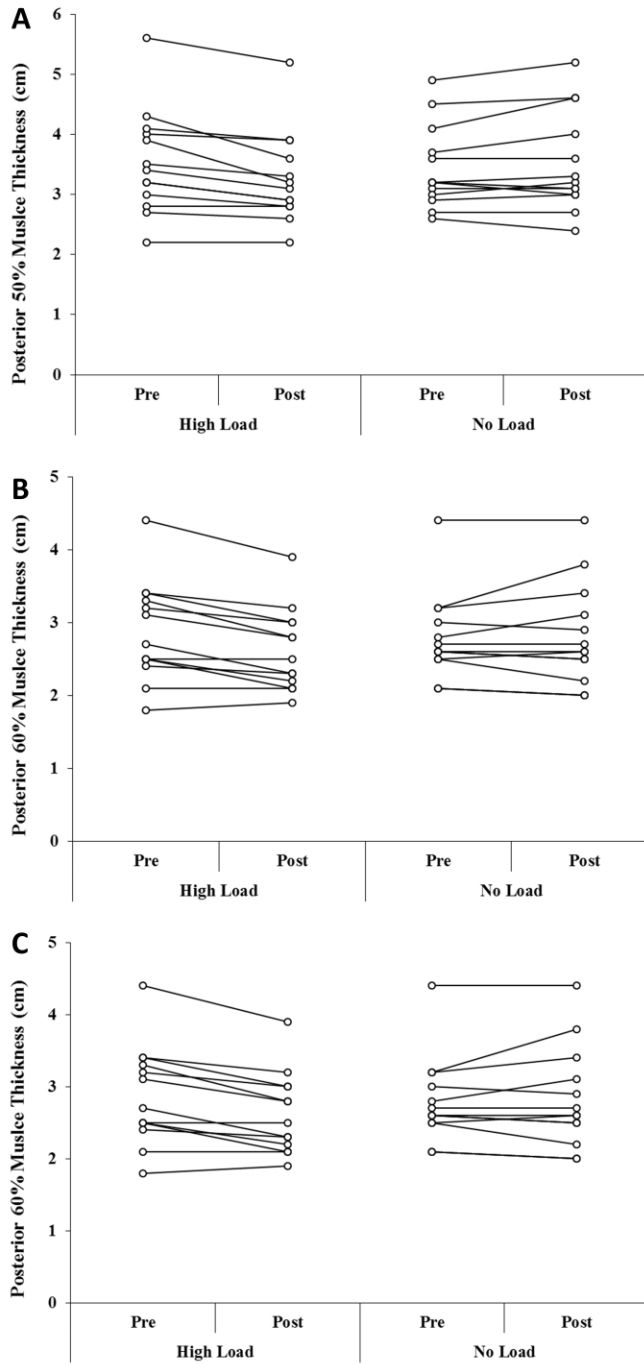 A
Posterior 50% Muslce Thickness (cm)
6
5
4
3
2
1
0
Pre Post Pre Post
High Load No Load
B
Posterior 60% Muslce Thickness (cm)
5
4
3
2
1
0
Pre Post Pre Post
High Load No Load
C
Posterior 60% Muslce Thickness (cm)
5
4
3
2
1
0
Pre Post Pre Post
High Load No Load